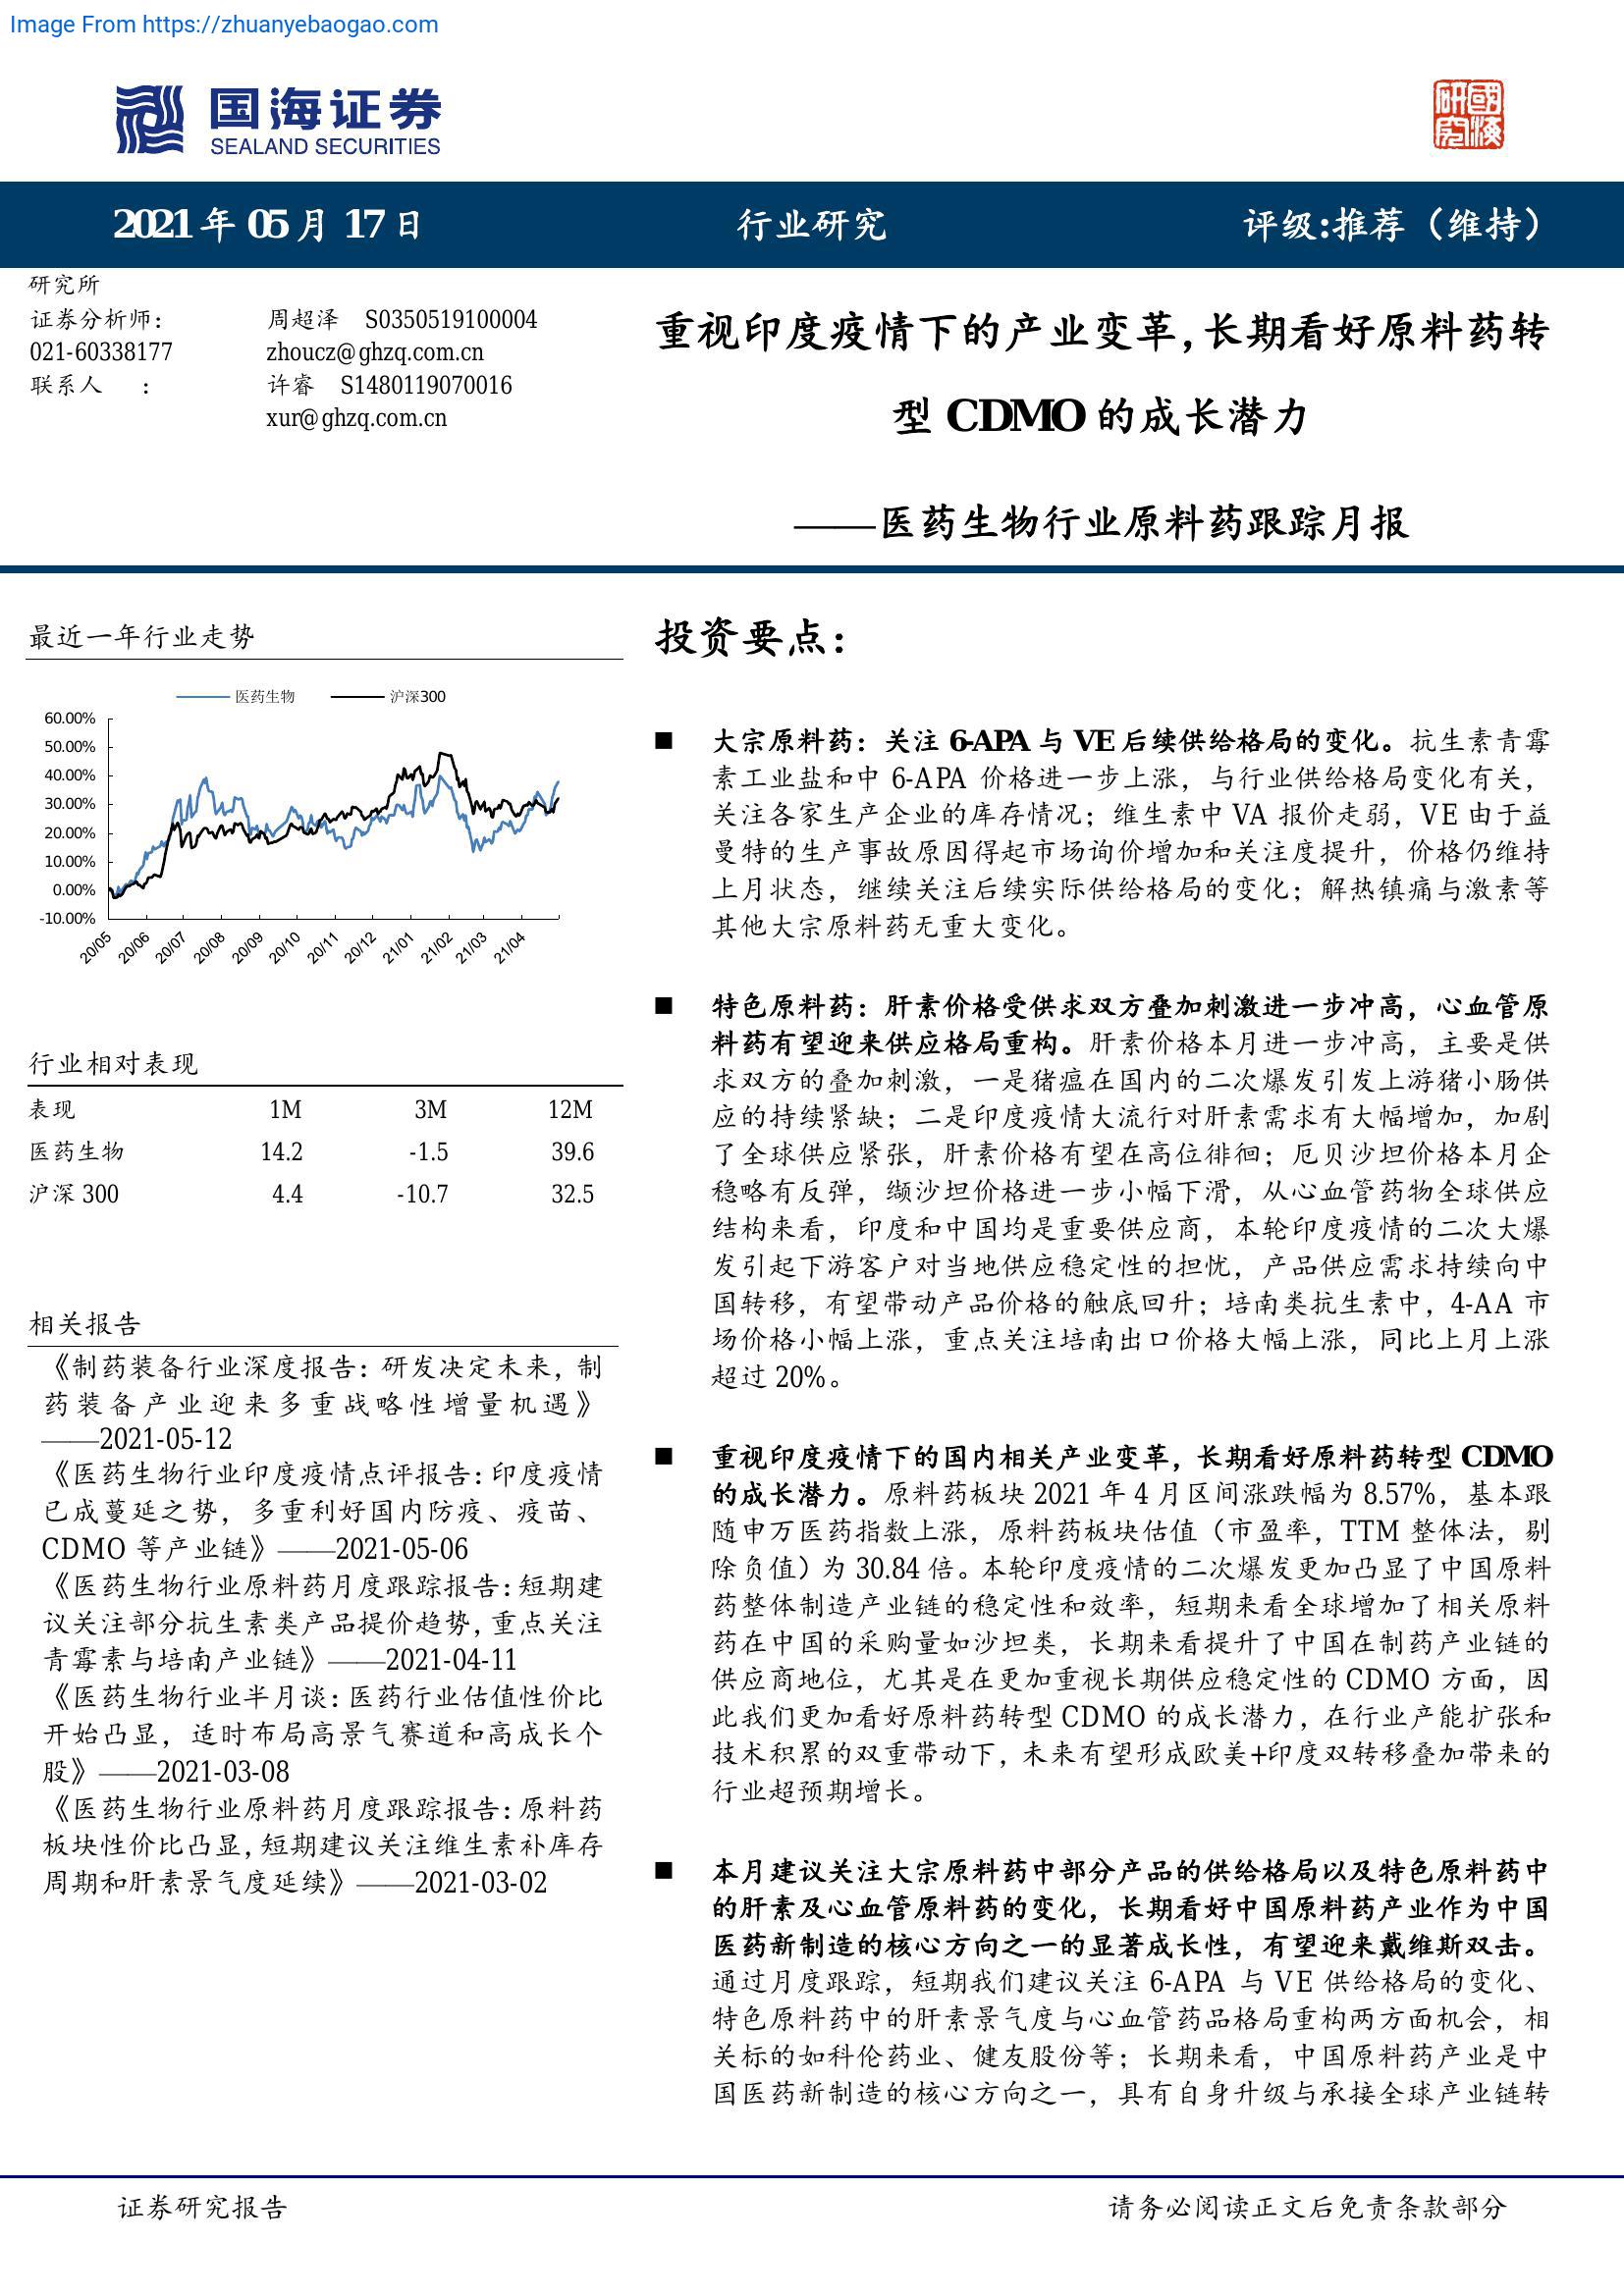 Image From https://zhuanyebaogao.com
国海证券
SEALAND SECURITIES
研國
究海
2021 年 05 月 17 日
行业研究
评级:推荐（维持）
研究所
证券分析师：
周超泽 S0350519100004
021-60338177
zhoucz@ghzq.com.cn
联系人 ：
许睿 S1480119070016
xur@ghzq.com.cn
重视印度疫情下的产业变革，长期看好原料药转
型 CDMO 的成长潜力
——医药生物行业原料药跟踪月报
最近一年行业走势
医药生物
沪深300
60.00%
50.00%
40.00%
30.00%
20.00%
10.00%
0.00%
-10.00%
20/05
20/06
20/07
20/08
20/09
20/10
20/11
20/12
21/01
21/02
21/03
21/04
行业相对表现
表现 1M 3M 12M
医药生物 14.2 -1.5 39.6
沪深 300 4.4 -10.7 32.5
相关报告
《制药装备行业深度报告：研发决定未来，制
药装备产业迎来多重战略性增量机遇》
——2021-05-12
《医药生物行业印度疫情点评报告：印度疫情
已成蔓延之势，多重利好国内防疫、疫苗、
CDMO 等产业链》——2021-05-06
《医药生物行业原料药月度跟踪报告：短期建
议关注部分抗生素类产品提价趋势，重点关注
青霉素与培南产业链》——2021-04-11
《医药生物行业半月谈：医药行业估值性价比
开始凸显，适时布局高景气赛道和高成长个
股》——2021-03-08
《医药生物行业原料药月度跟踪报告：原料药
板块性价比凸显，短期建议关注维生素补库存
周期和肝素景气度延续》——2021-03-02
投资要点：
■ 大宗原料药：关注 6-APA 与 VE 后续供给格局的变化。抗生素青霉
素工业盐和中 6-APA 价格进一步上涨，与行业供给格局变化有关，
关注各家生产企业的库存情况；维生素中 VA 报价走弱，VE 由于益
曼特的生产事故原因得起市场询价增加和关注度提升，价格仍维持
上月状态，继续关注后续实际供给格局的变化；解热镇痛与激素等
其他大宗原料药无重大变化。
■ 特色原料药：肝素价格受供求双方叠加刺激进一步冲高，心血管原
料药有望迎来供应格局重构。肝素价格本月进一步冲高，主要是供
求双方的叠加刺激，一是猪瘟在国内的二次爆发引发上游猪小肠供
应的持续紧缺；二是印度疫情大流行对肝素需求有大幅增加，加剧
了全球供应紧张，肝素价格有望在高位徘徊；厄贝沙坦价格本月企
稳略有反弹，缬沙坦价格进一步小幅下滑，从心血管药物全球供应
结构来看，印度和中国均是重要供应商，本轮印度疫情的二次大爆
发引起下游客户对当地供应稳定性的担忧，产品供应需求持续向中
国转移，有望带动产品价格的触底回升；培南类抗生素中，4-AA 市
场价格小幅上涨，重点关注培南出口价格大幅上涨，同比上月上涨
超过 20%。
■ 重视印度疫情下的国内相关产业变革，长期看好原料药转型 CDMO
的成长潜力。原料药板块 2021 年 4 月区间涨跌幅为 8.57%，基本跟
随申万医药指数上涨，原料药板块估值（市盈率，TTM 整体法，剔
除负值）为 30.84 倍。本轮印度疫情的二次爆发更加凸显了中国原料
药整体制造产业链的稳定性和效率，短期来看全球增加了相关原料
药在中国的采购量如沙坦类，长期来看提升了中国在制药产业链的
供应商地位，尤其是在更加重视长期供应稳定性的 CDMO 方面，因
此我们更加看好原料药转型 CDMO 的成长潜力，在行业产能扩张和
技术积累的双重带动下，未来有望形成欧美+印度双转移叠加带来的
行业超预期增长。
■ 本月建议关注大宗原料药中部分产品的供给格局以及特色原料药中
的肝素及心血管原料药的变化，长期看好中国原料药产业作为中国
医药新制造的核心方向之一的显著成长性，有望迎来戴维斯双击。
通过月度跟踪，短期我们建议关注 6-APA 与 VE 供给格局的变化、
特色原料药中的肝素景气度与心血管药品格局重构两方面机会，相
关标的如科伦药业、健友股份等；长期来看，中国原料药产业是中
国医药新制造的核心方向之一，具有自身升级与承接全球产业链转
证券研究报告
请务必阅读正文后免责条款部分